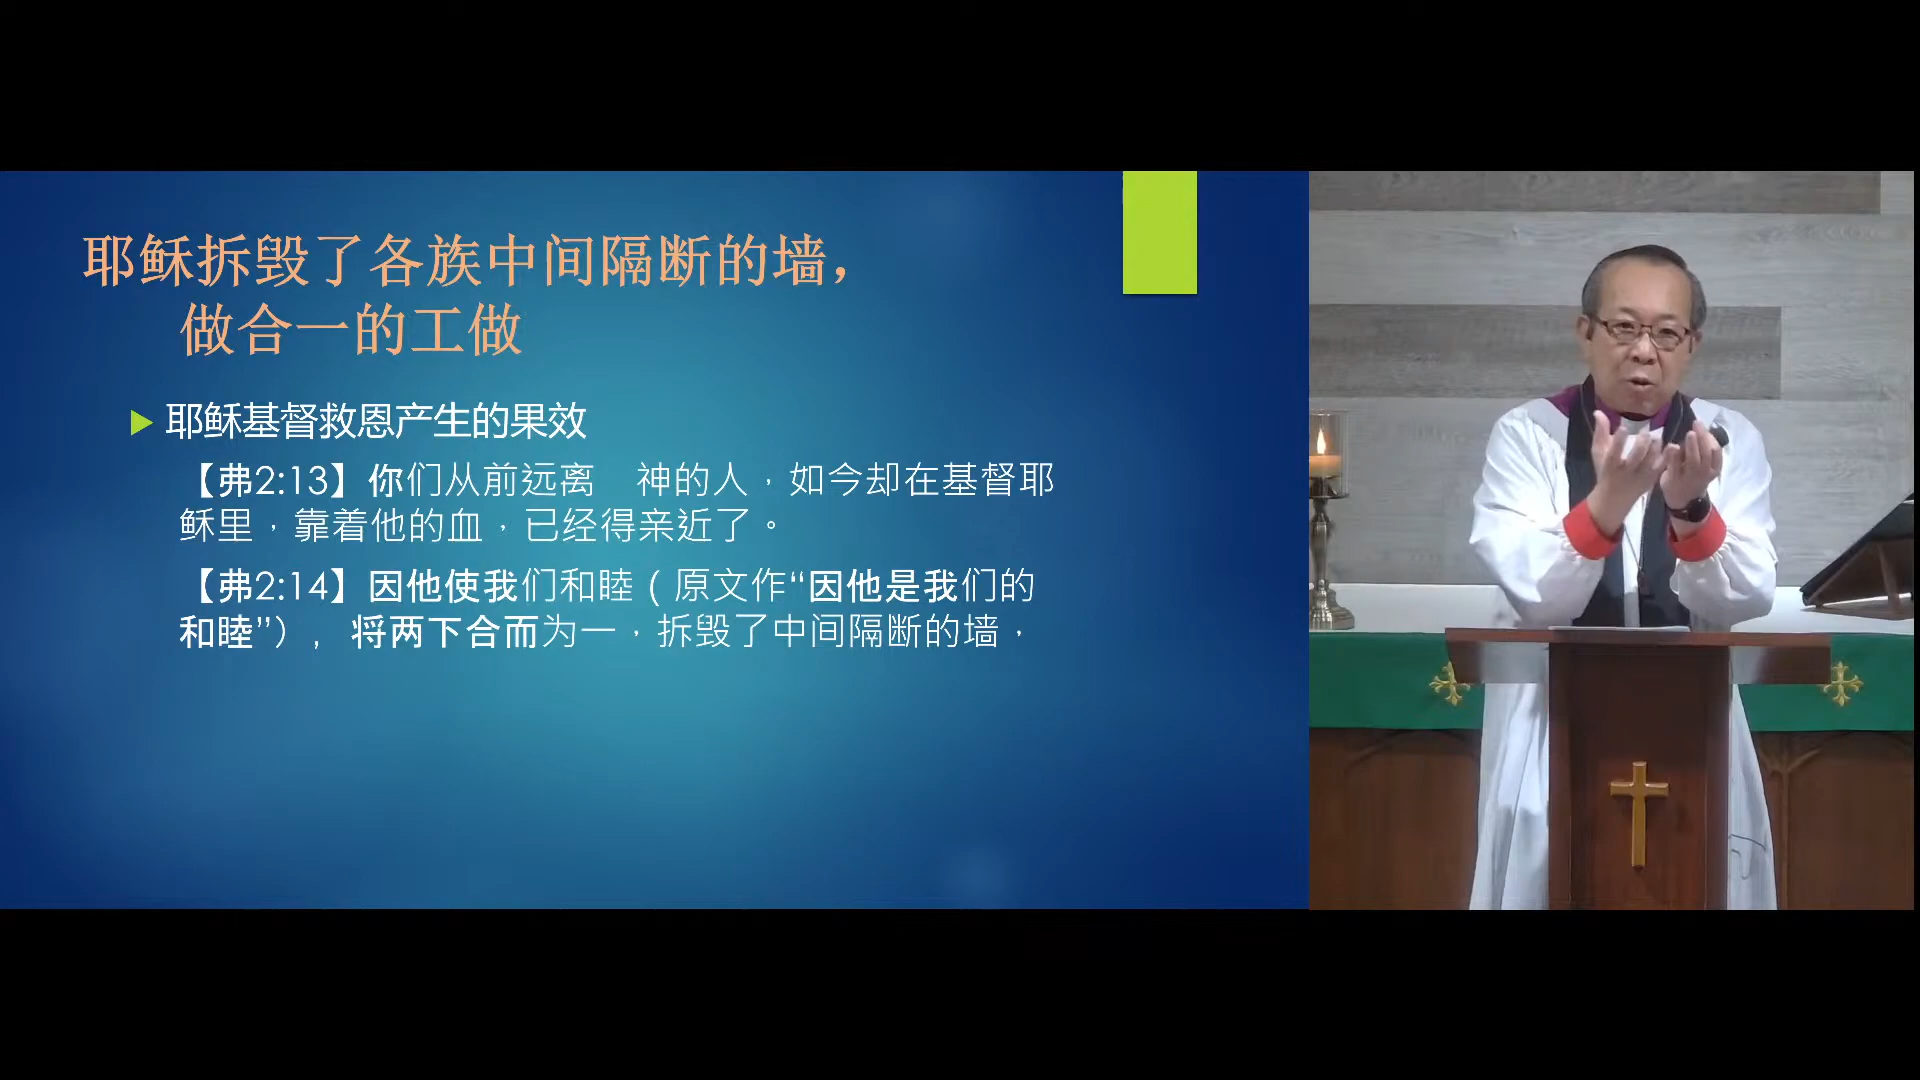 耶稣拆毁了各族中间隔断的墙，
做合一的工做
耶稣基督救恩产生的果效
【弗2:13】你们从前远离　神的人，如今却在基督耶
稣里，靠着他的血，已经得亲近了。
【弗2:14】因他使我们和睦（原文作“因他是我们的
和睦”），将两下合而为一，拆毁了中间隔断的墙，